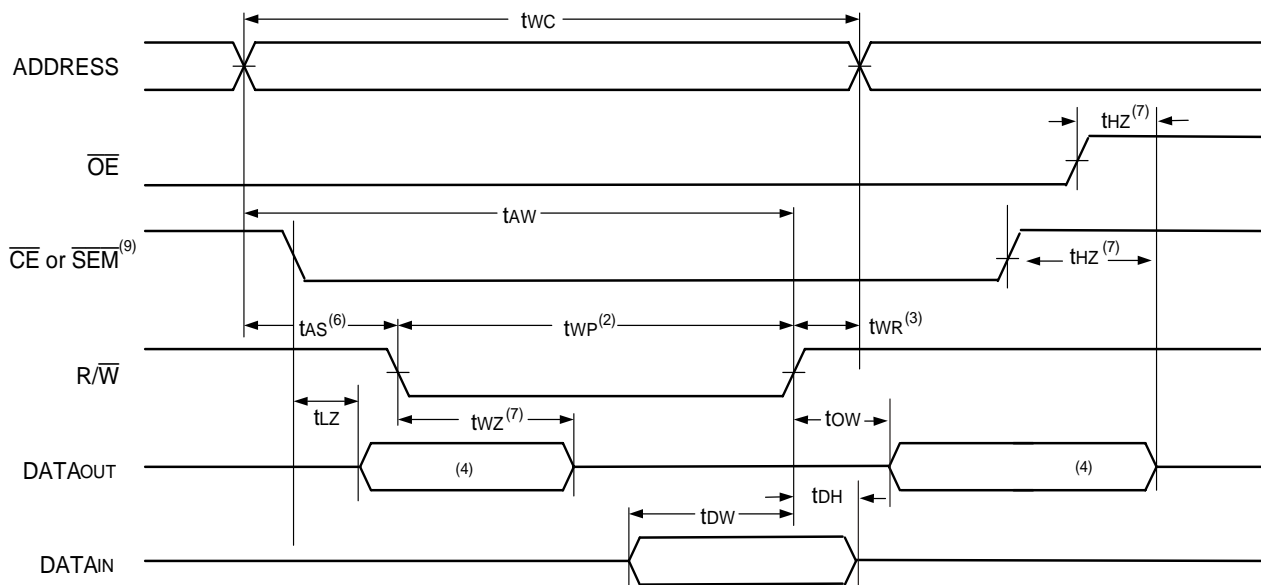 tWC
ADDRESS
tHZ(7)
OE
tAW
CE or SEM(9)
tHZ(7)
tAS(6)
tWP(2)
tWR(3)
R/W
tLZ
tWZ(7)
tOW
DATAOUT
(4)
(4)
tDH
tDW
DATAIN